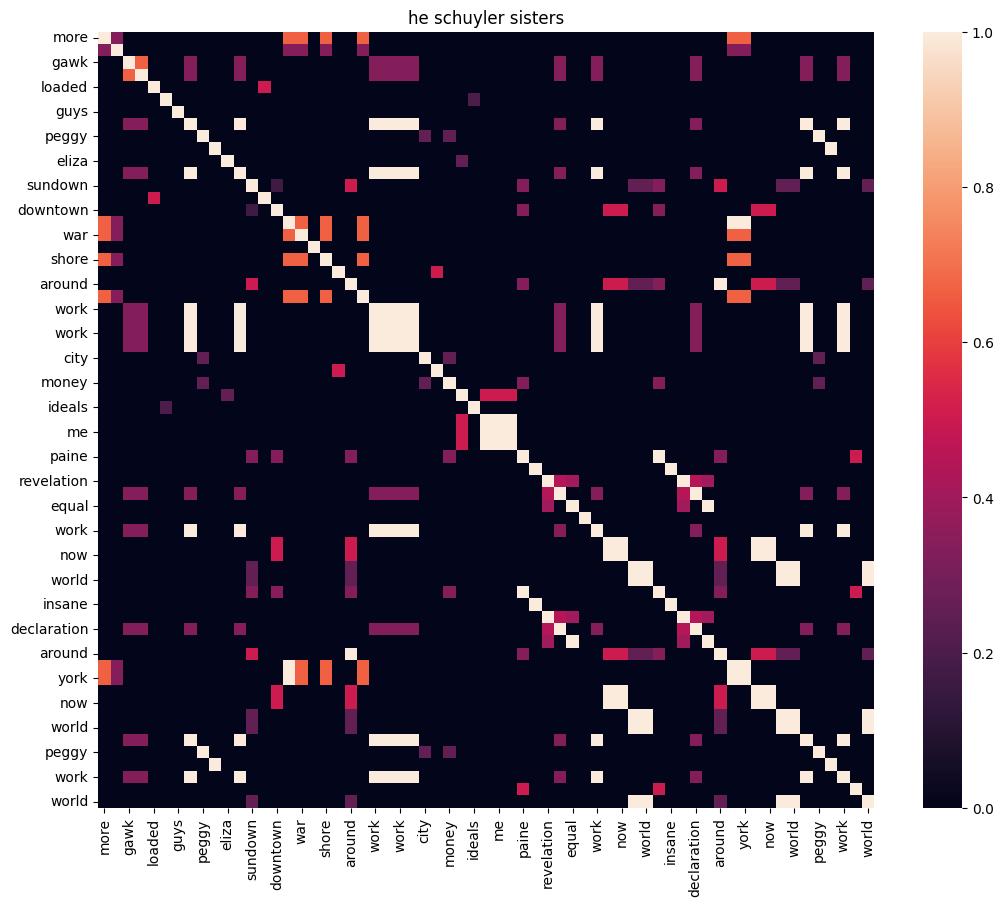 he schuyler sisters
more
gawk
loaded
guys
peggy
eliza
sundown
downtown
war
shore
around
work
work
city
money
ideals
me
paine
revelation
equal
work
now
world
insane
declaration
around
york
now
world
peggy
work
world
more
gawk
loaded
guys
peggy
eliza
sundown
downtown
war
shore
around
work
work
city
money
ideals
me
paine
revelation
equal
work
now
world
insane
declaration
around
york
now
world
peggy
work
world
1.0
0.8
0.6
0.4
0.2
0.0